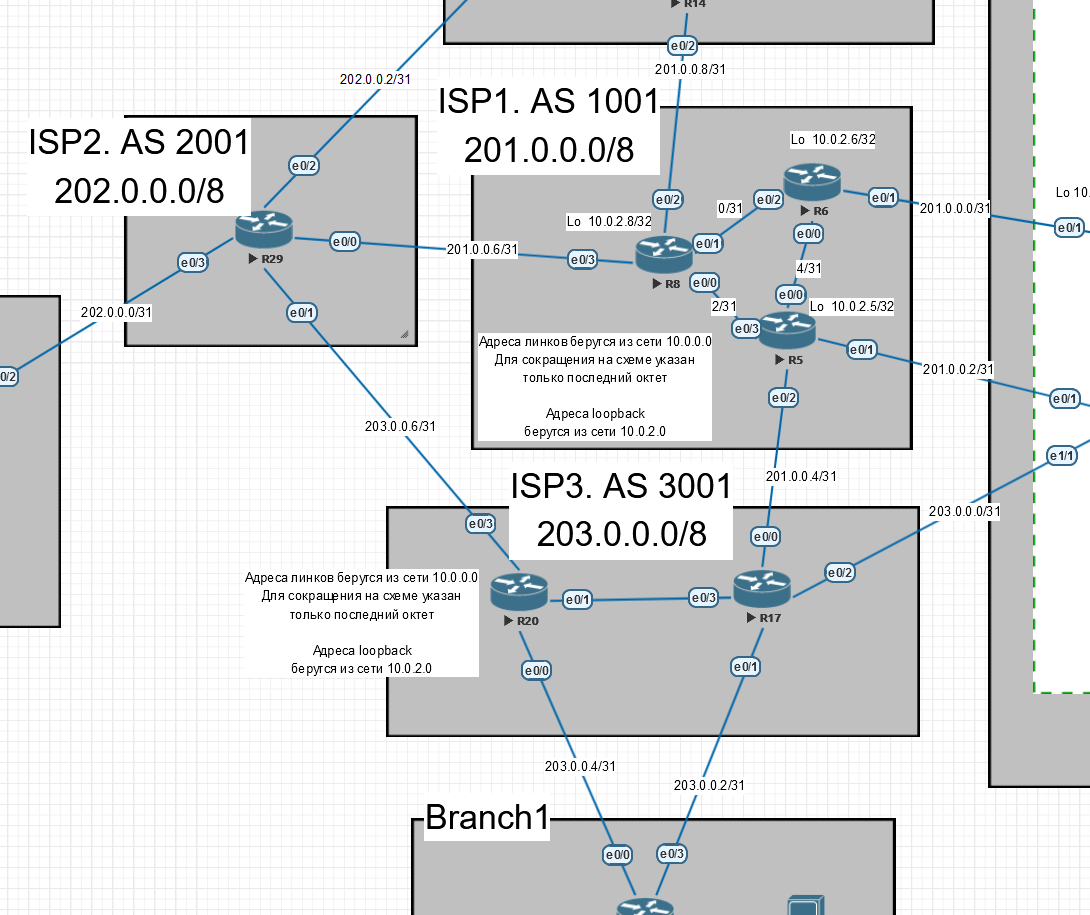 R14
e0/2
201.0.0.8/31
202.0.0.2/31
ISP1. AS 1001
201.0.0.0/8
ISP2. AS 2001
202.0.0.0/8
Lo 10.0.2.6/32
e0/2
e0/2
e0/2
e0/1
R6
0/31
201.0.0.0/31
Lo 10.
e0/1
Lo 10.0.2.8/32
R29
e0/0
201.0.0.6/31
e0/3
R8
e0/1
e0/0
e0/3
4/31
e0/0
e0/0
2/31
Lo 10.0.2.5/32
202.0.0.0/31
e0/1
e0/3
R5
e0/1
201.0.0.2/31
e0/1
Адреса линков берутся из сети 10.0.0.0
Для сокращения на схеме указан
только последний октет
Адреса loopback
берутся из сети 10.0.2.0
0/2
e0/2
203.0.0.6/31
e1/1
ISP3. AS 3001
203.0.0.0/8
201.0.0.4/31
203.0.0.0/31
e0/3
e0/0
e0/2
Адреса линков берутся из сети 10.0.0.0
Для сокращения на схеме указан
только последний октет
Адреса loopback
берутся из сети 10.0.2.0
R20
e0/1
e0/3
R17
e0/0
e0/1
203.0.0.4/31
203.0.0.2/31
Branch1
e0/0
e0/3